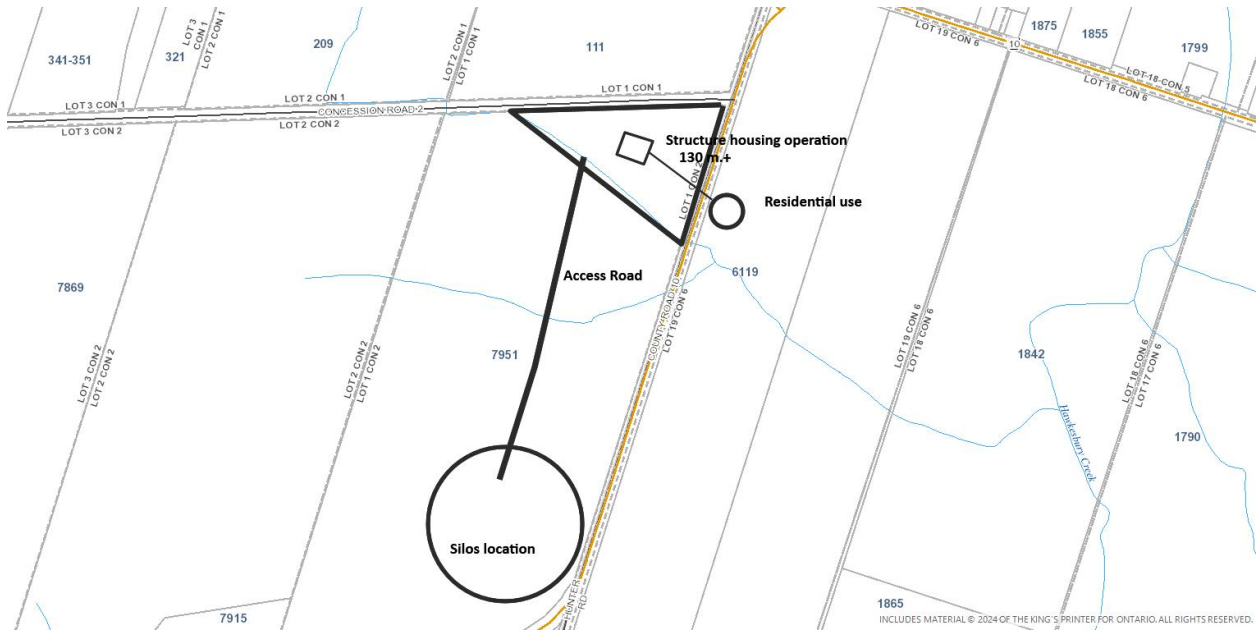 LOT 3 CON 1
LOT 2 CON 1
LOT 2 CON 1
LOT 1 CON 1
LOT 19 CON 6
10
1875
1855
1799
341-351
321
209
111
LOT 18 CON 5
LOT 18 CON 6
LOT 3 CON 1
LOT 2 CON 1
LOT 1 CON 1
CONCESSION ROAD 2
LOT 3 CON 2
LOT 2 CON 2
Structure housing operation
130 m.+
LOT 1 CON 2
Residential use
Access Road
6119
7869
COUNTY ROAD 10
LOT 19 CON 6
7951
LOT 19 CON 6
LOT 18 CON 6
1842
LOT 18 CON 6
LOT 17 CON 6
LOT 3 CON 2
LOT 2 CON 2
LOT 2 CON 2
LOT 1 CON 2
Hawkesbury Creek
1790
Silos location
HUNTER RD
7915
1865
INCLUDES MATERIAL © 2024 OF THE KING'S PRINTER FOR ONTARIO. ALL RIGHTS RESERVED.